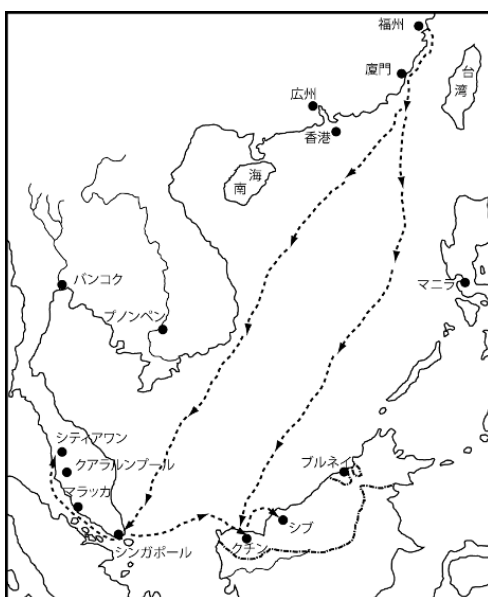 福州
廈門
台
湾
広州
香港
海
南
バンコク
マニラ
プノンペン
シティアワン
クアラルンプール
ブルネイ
マラッカ
シブ
シンガポール
クチン